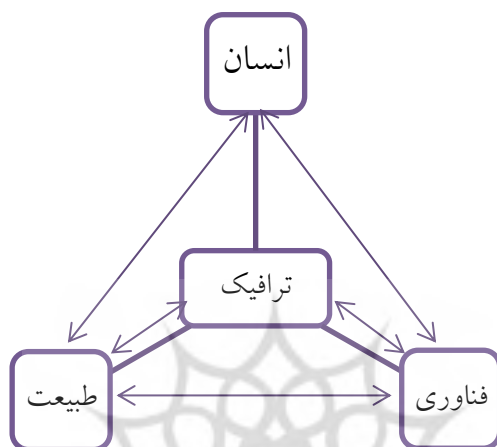 انسان
ترافیک
فناوری
طبیعت